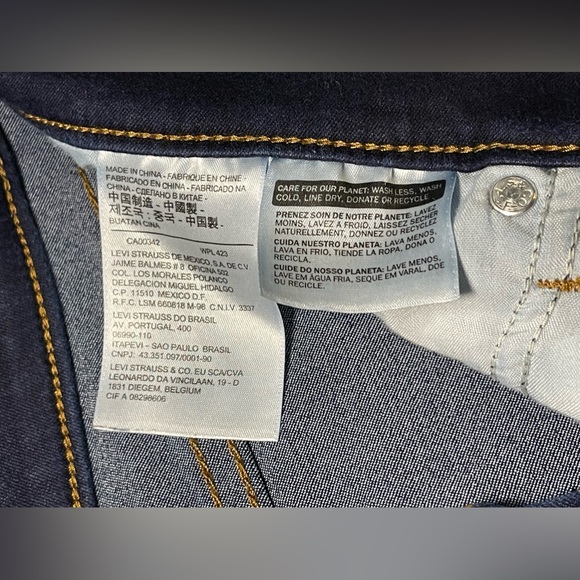 MADE IN CHINA - FABRIQUE EN CHINE -
FABRICADO EN CHINA - FABRICADO NA
CHINA - СДЕЛАНО В КИТАЕ -
中国制造 - 中國製 -
제조국: 중국 - 中国製 -
BUATAN CINA
CA00342 WPL 423
LEVI STRAUSS DE MEXICO, S.A. DE C.V
JAIME BALMES # 8 OFICINA 502
COL. LOS MORALES POLANCO
DELEGACION MIGUEL HIDALGO
C.P. 11510 MEXICO D.F.
R.F.C. LSM 660818 M-98 C.N.I.V. 3337
LEVI STRAUSS DO BRASIL
AV. PORTUGAL, 400
06990-110
ITAPEVI – SAO PAULO BRASIL
CNPJ: 43.351.097/0001-90
LEVI STRAUSS & CO. EU SCA/CVA
LEONARDO DA VINCILAAN, 19 - D
1831 DIEGEM, BELGIUM
CIF A 08298606
CARE FOR OUR PLANET: WASH LESS, WASH
COLD, LINE DRY, DONATE OR RECYCLE
PRENEZ SOIN DE NOTRE PLANETE: LAVEZ
MOINS, LAVEZ A FROID, LAISSEZ SECHER
NATURELLEMENT, DONNEZ OU RECYCLEZ
CUIDA NUESTRO PLANETA: LAVA MENOS,
LAVA EN FRIO, TIENDE LA ROPA, DONA O
RECICLA.
CUIDE DO NOSSO PLANETA: LAVE MENOS,
LAVE EM ÁGUA FRIA, SEQUE EM VARAL, DOE
OU RECICLE.